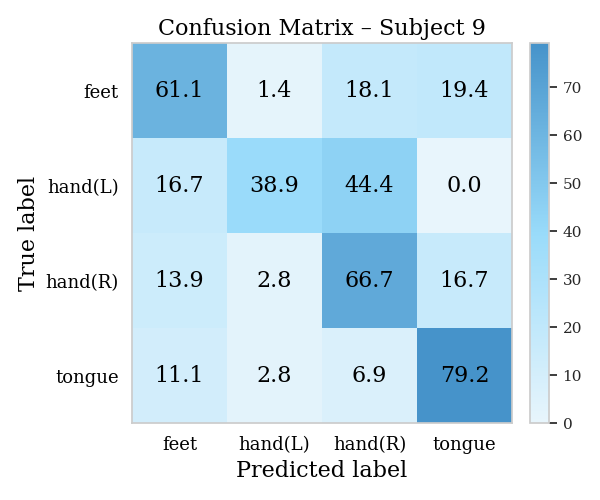 Confusion Matrix – Subject 9
True label
feet 61.1 1.4 18.1 19.4
hand(L) 16.7 38.9 44.4 0.0
hand(R) 13.9 2.8 66.7 16.7
tongue 11.1 2.8 6.9 79.2
feet hand(L) hand(R) tongue
Predicted label
70
60
50
40
30
20
10
0